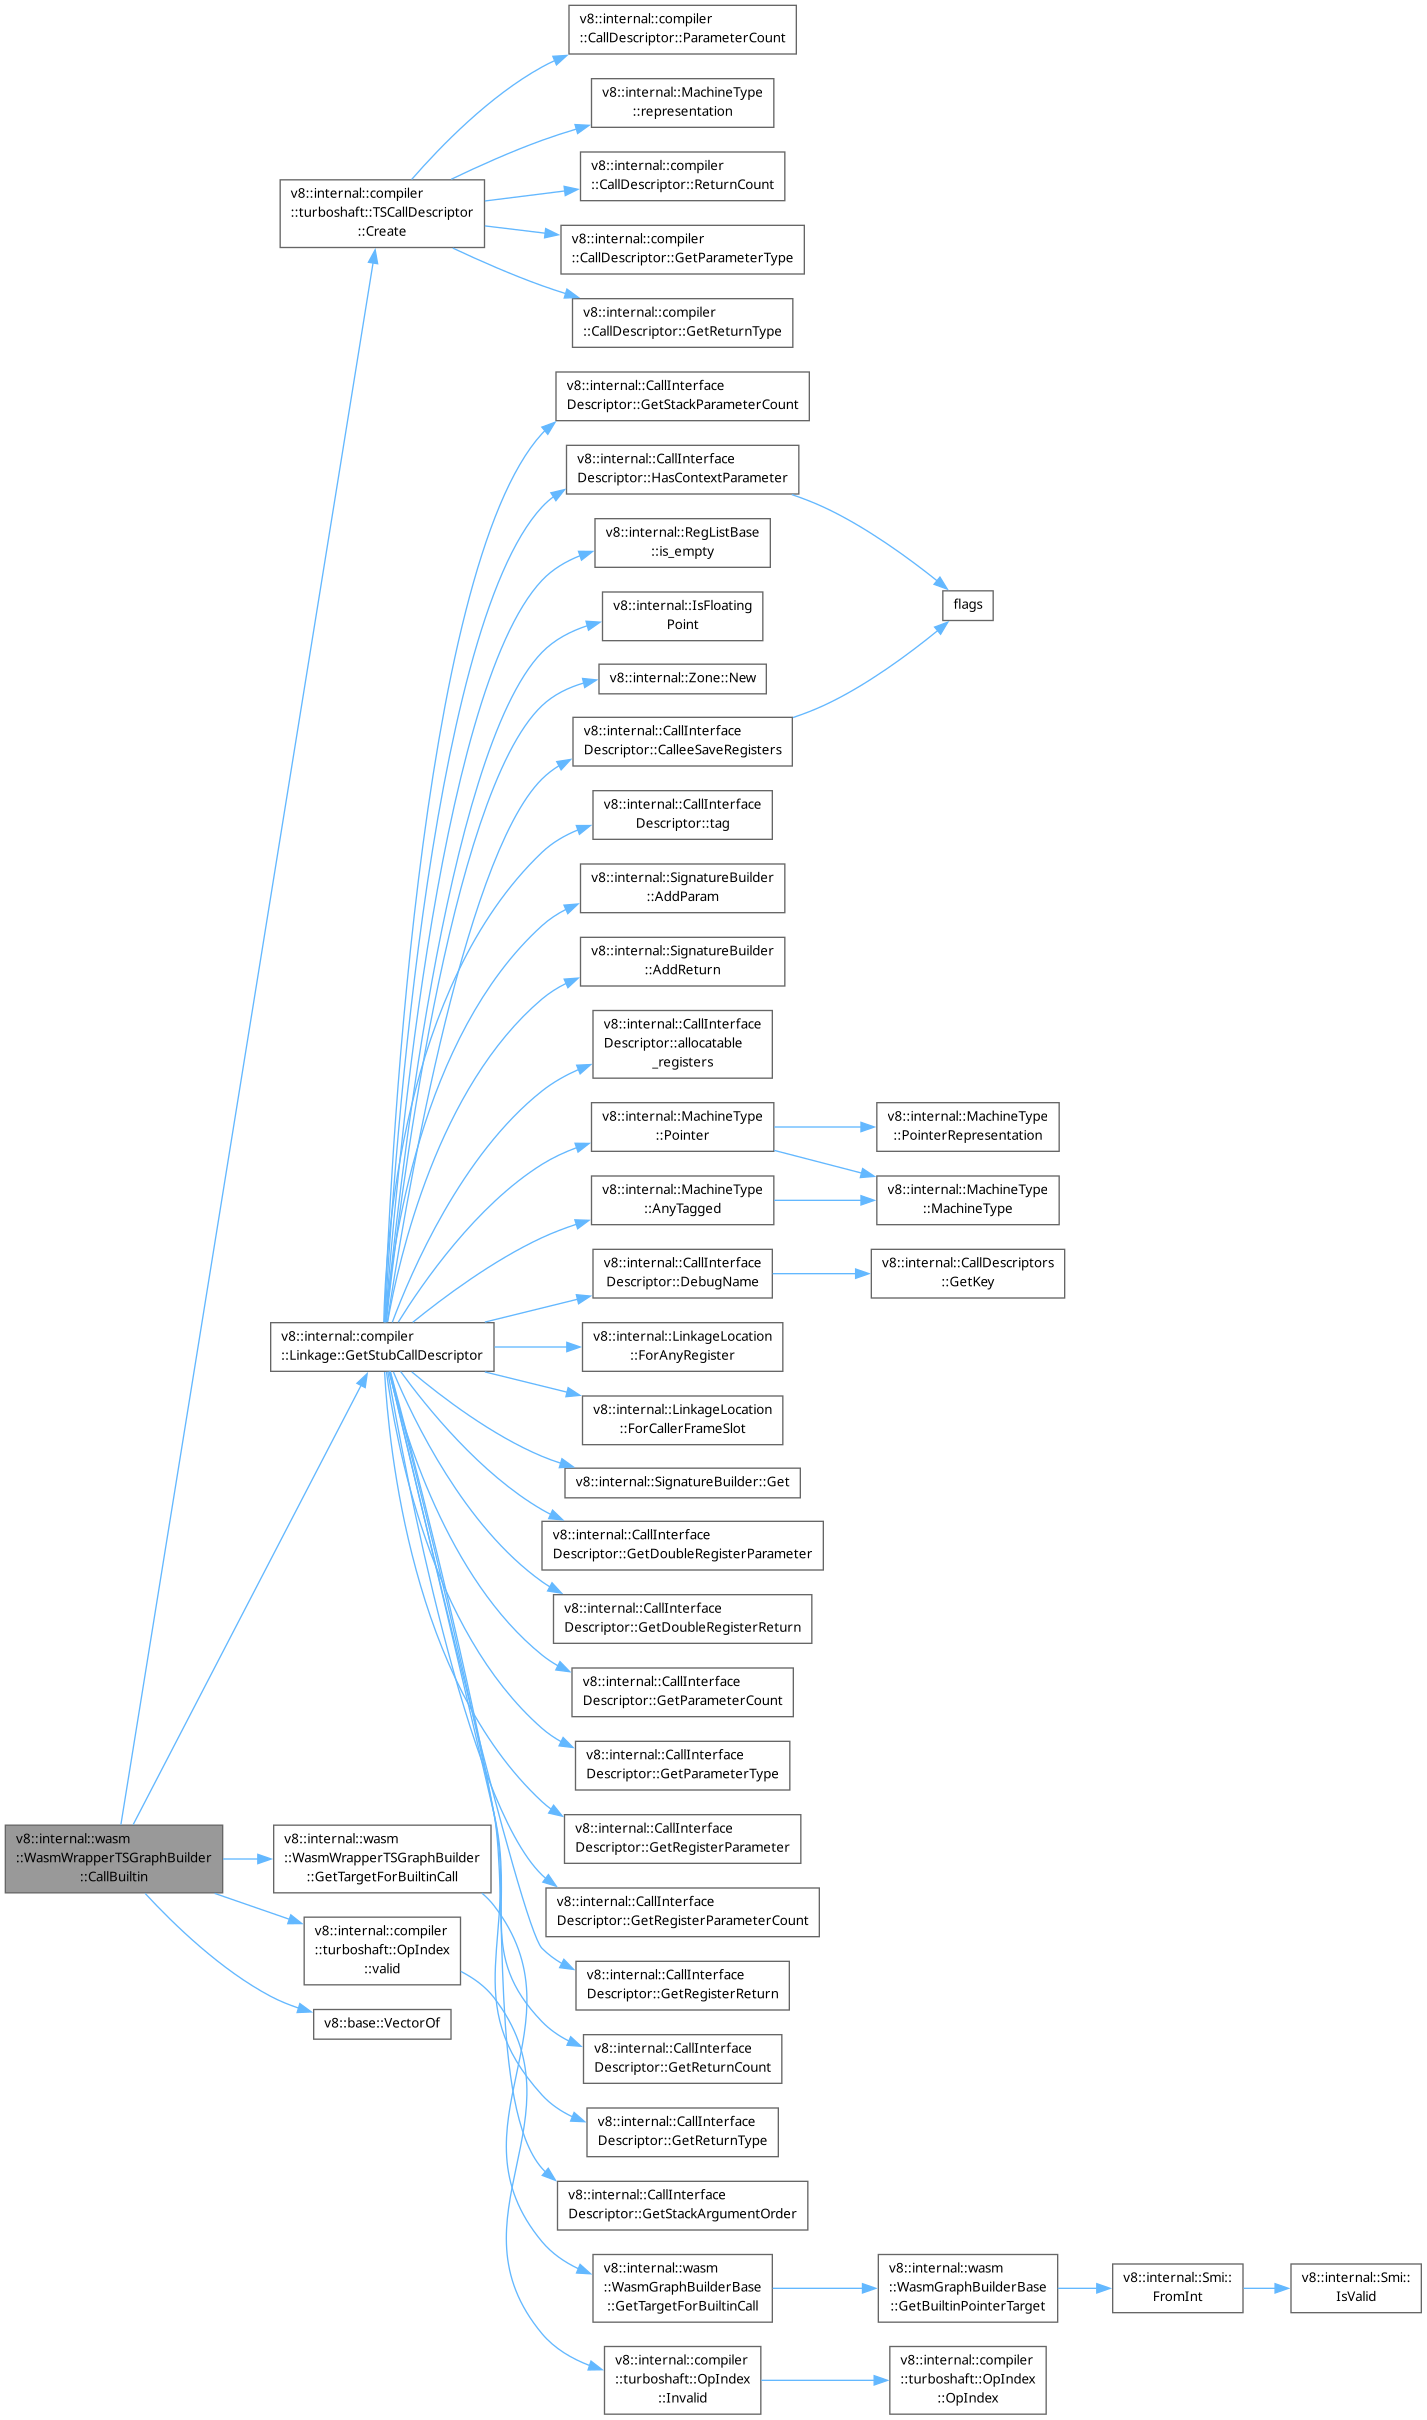 v8::internal::compiler
::CallDescriptor::ParameterCount
v8::internal::MachineType
::representation
v8::internal::compiler
::CallDescriptor::ReturnCount
v8::internal::compiler
::turboshaft::TSCallDescriptor
::Create
v8::internal::compiler
::CallDescriptor::GetParameterType
v8::internal::compiler
::CallDescriptor::GetReturnType
v8::internal::CallInterface
Descriptor::GetStackParameterCount
v8::internal::CallInterface
Descriptor::HasContextParameter
v8::internal::RegListBase
::is_empty
v8::internal::IsFloating
Point
flags
v8::internal::Zone::New
v8::internal::CallInterface
Descriptor::CalleeSaveRegisters
v8::internal::CallInterface
Descriptor::tag
v8::internal::SignatureBuilder
::AddParam
v8::internal::SignatureBuilder
::AddReturn
v8::internal::CallInterface
Descriptor::allocatable
_registers
v8::internal::MachineType
::Pointer
v8::internal::MachineType
::PointerRepresentation
v8::internal::MachineType
::AnyTagged
v8::internal::MachineType
::MachineType
v8::internal::CallInterface
Descriptor::DebugName
v8::internal::CallDescriptors
::GetKey
v8::internal::compiler
::Linkage::GetStubCallDescriptor
v8::internal::LinkageLocation
::ForAnyRegister
v8::internal::LinkageLocation
::ForCallerFrameSlot
v8::internal::SignatureBuilder::Get
v8::internal::CallInterface
Descriptor::GetDoubleRegisterParameter
v8::internal::CallInterface
Descriptor::GetDoubleRegisterReturn
v8::internal::CallInterface
Descriptor::GetParameterCount
v8::internal::CallInterface
Descriptor::GetParameterType
v8::internal::CallInterface
Descriptor::GetRegisterParameter
v8::internal::wasm
::WasmWrapperTSGraphBuilder
::CallBuiltin
v8::internal::wasm
::WasmWrapperTSGraphBuilder
::GetTargetForBuiltinCall
v8::internal::CallInterface
Descriptor::GetRegisterParameterCount
v8::internal::compiler
::turboshaft::OpIndex
::valid
v8::internal::CallInterface
Descriptor::GetRegisterReturn
v8::base::VectorOf
v8::internal::CallInterface
Descriptor::GetReturnCount
v8::internal::CallInterface
Descriptor::GetReturnType
v8::internal::CallInterface
Descriptor::GetStackArgumentOrder
v8::internal::wasm
::WasmGraphBuilderBase
::GetTargetForBuiltinCall
v8::internal::wasm
::WasmGraphBuilderBase
::GetBuiltinPointerTarget
v8::internal::Smi::
FromInt
v8::internal::Smi::
IsValid
v8::internal::compiler
::turboshaft::OpIndex
::Invalid
v8::internal::compiler
::turboshaft::OpIndex
::OpIndex